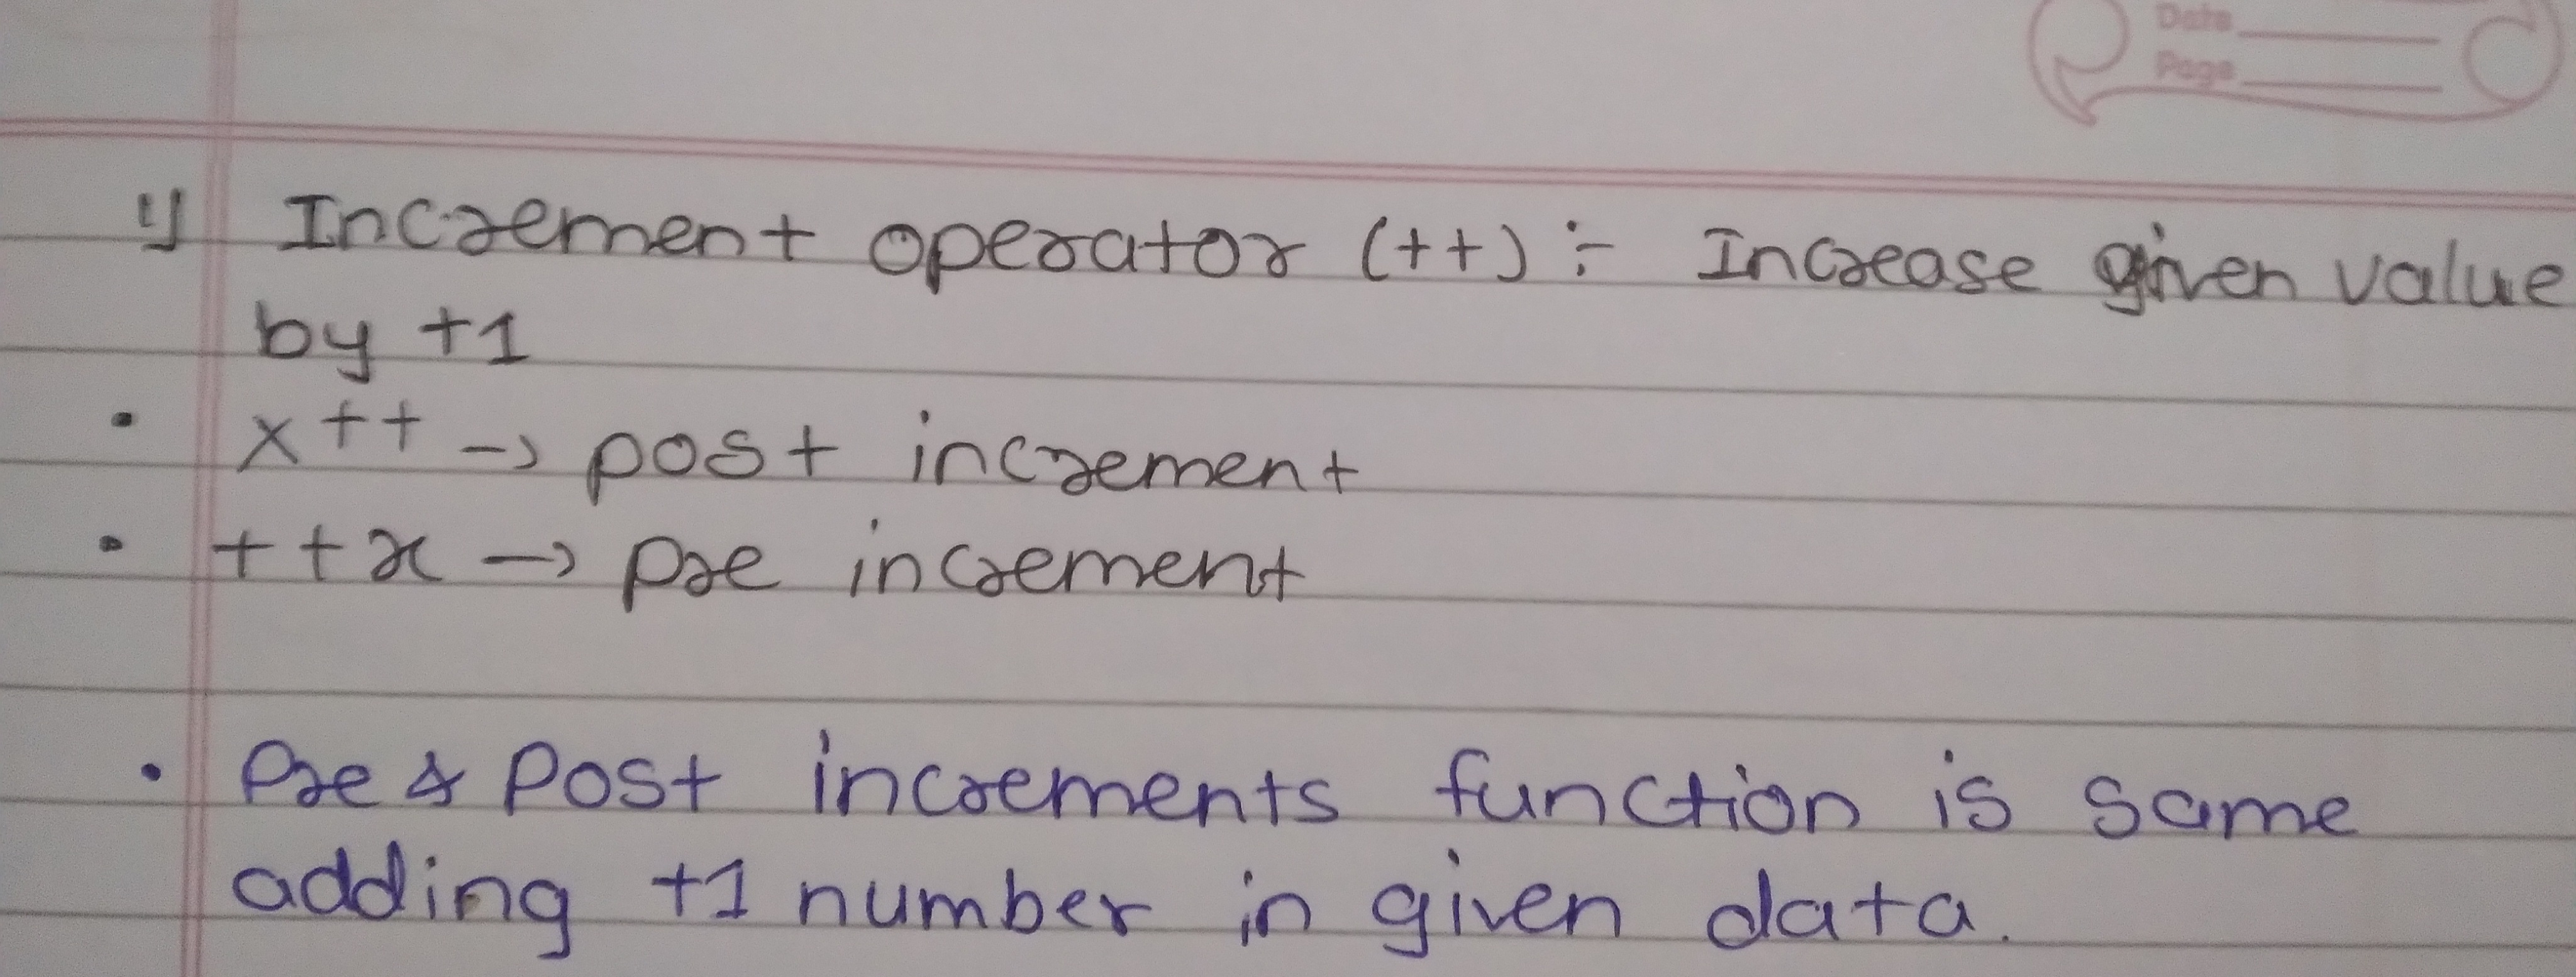 Date
Page
1) Increment operator (++) :- Increase given value
by +1
• x++ -> post increment
• ++x -> pre increment
• Pre & Post increments function is same
adding +1 number in given data.